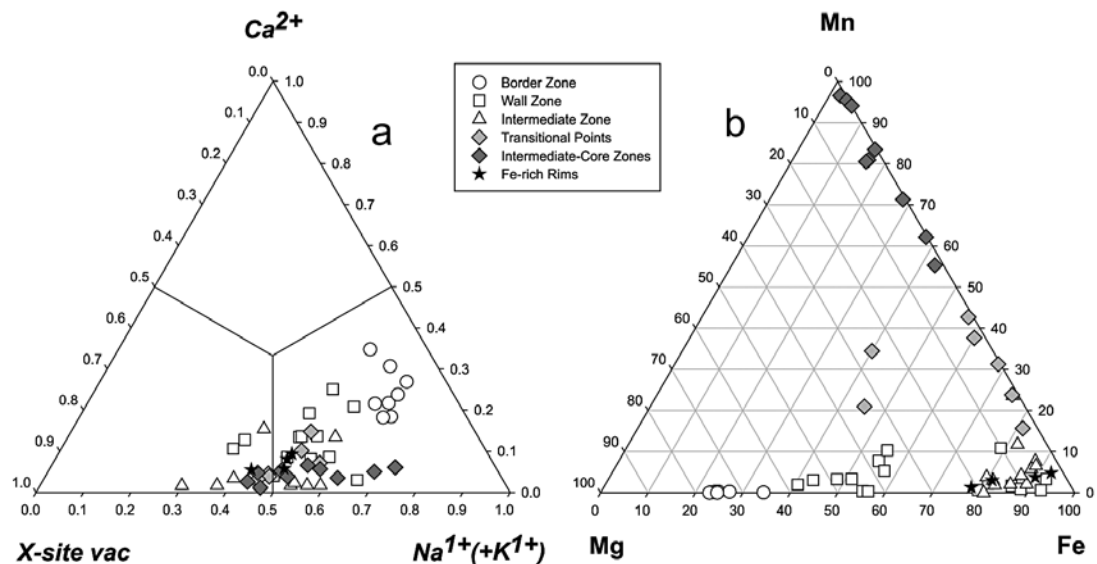 Ca2+
Mn
0.0 1.0
0 100
Border Zone
Wall Zone
Intermediate Zone
Transitional Points
Intermediate-Core Zones
Fe-rich Rims
a
b
0.1 0.9
10 90
0.2 0.8
20 80
0.3 0.7
30 70
0.4 0.6
40 60
0.5 0.5
50 50
0.6 0.4
60 40
0.7 0.3
70 30
0.8 0.2
80 20
0.9 0.1
90 10
1.0 0.0
100 0
0.0 0.1 0.2 0.3 0.4 0.5 0.6 0.7 0.8 0.9 1.0
0 10 20 30 40 50 60 70 80 90 100
X-site vac
Na1+(+K1+)
Mg
Fe